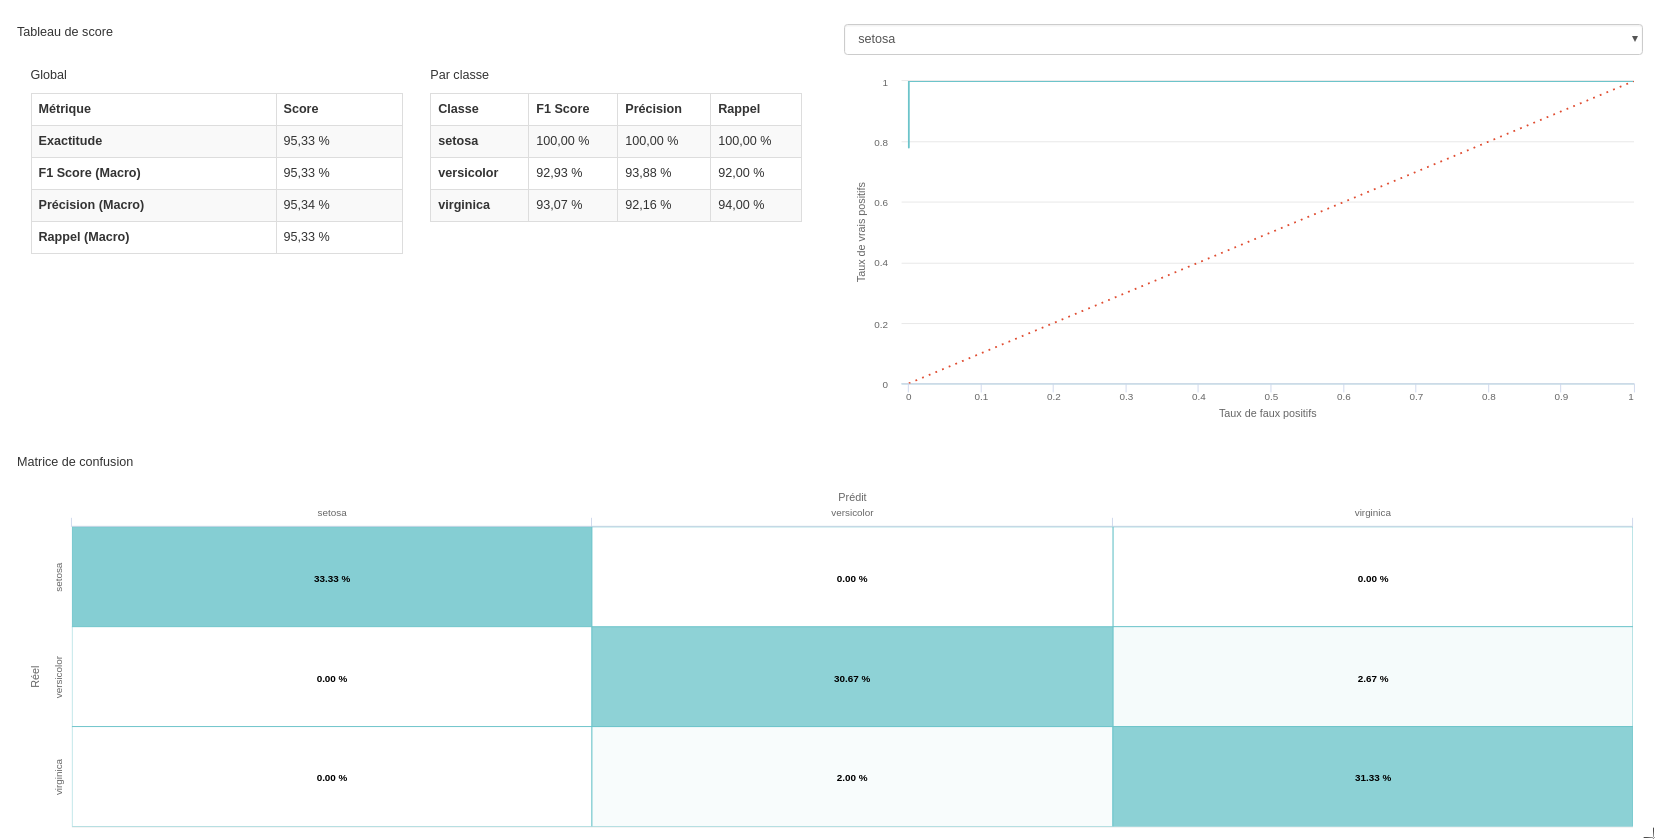 Tableau de score
setosa
Global
Métrique Score
Exactitude 95,33 %
F1 Score (Macro) 95,33 %
Précision (Macro) 95,34 %
Rappel (Macro) 95,33 %
Par classe
Classe F1 Score Précision Rappel
setosa 100,00 % 100,00 % 100,00 %
versicolor 92,93 % 93,88 % 92,00 %
virginica 93,07 % 92,16 % 94,00 %
Taux de vrais positifs
1
0.8
0.6
0.4
0.2
0
0 0.1 0.2 0.3 0.4 0.5 0.6 0.7 0.8 0.9 1
Taux de faux positifs
Matrice de confusion
Prédit
setosa versicolor virginica
Réel
setosa 33.33 % 0.00 % 0.00 %
versicolor 0.00 % 30.67 % 2.67 %
virginica 0.00 % 2.00 % 31.33 %